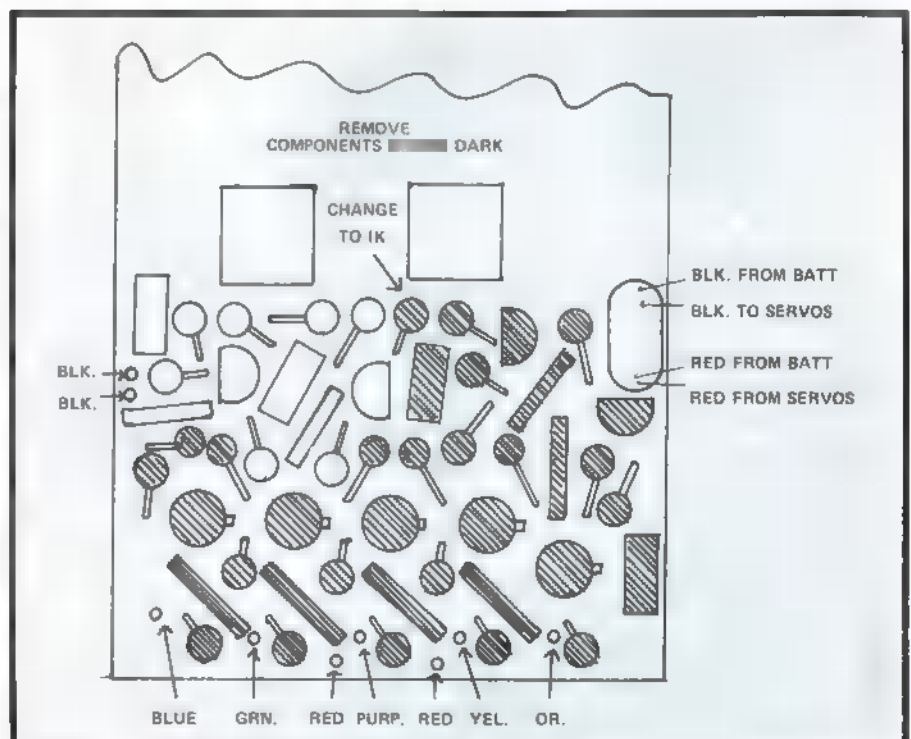 REMOVE
COMPONENTS DARK
CHANGE
TO IK
BLK. FROM BATT
BLK. TO SERVOS
RED FROM BATT
RED FROM SERVOS
BLK.
BLK.
BLUE GRN. RED PURP. RED YEL. OR.